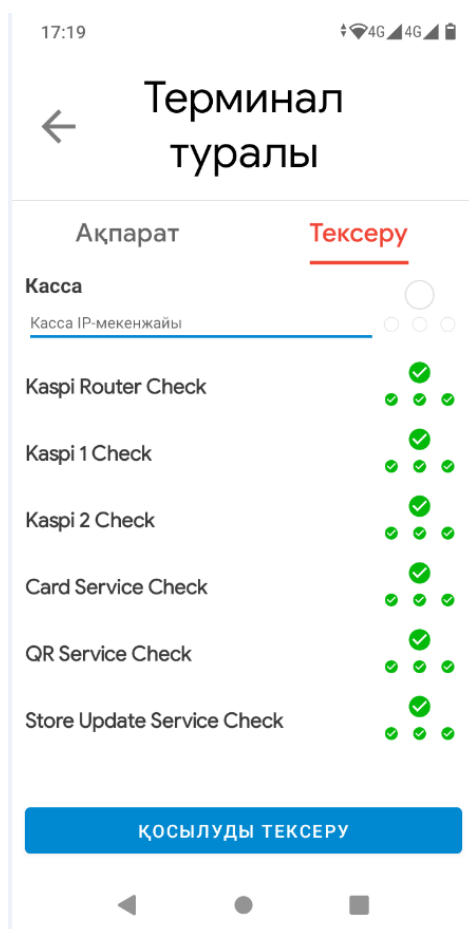 17:19
4G 4G
Терминал
туралы
Ақпарат
Тексеру
Касса
Касса IP-мекенжайы
Kaspi Router Check
Kaspi 1 Check
Kaspi 2 Check
Card Service Check
QR Service Check
Store Update Service Check
ҚОСЫЛУДЫ ТЕКСЕРУ